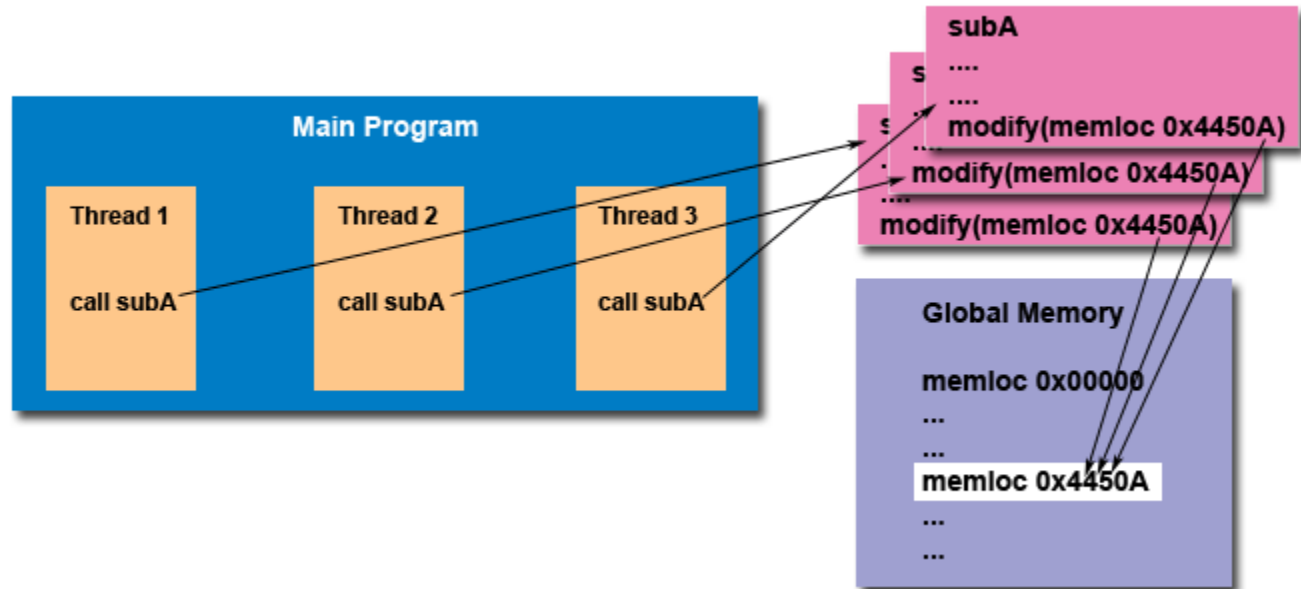 Main Program
Thread 1
call subA
Thread 2
call subA
Thread 3
call subA
subA
....
....
modify(memloc 0x4450A)
s
....
modify(memloc 0x4450A)
s
....
modify(memloc 0x4450A)
Global Memory
memloc 0x00000
...
...
memloc 0x4450A
...
...